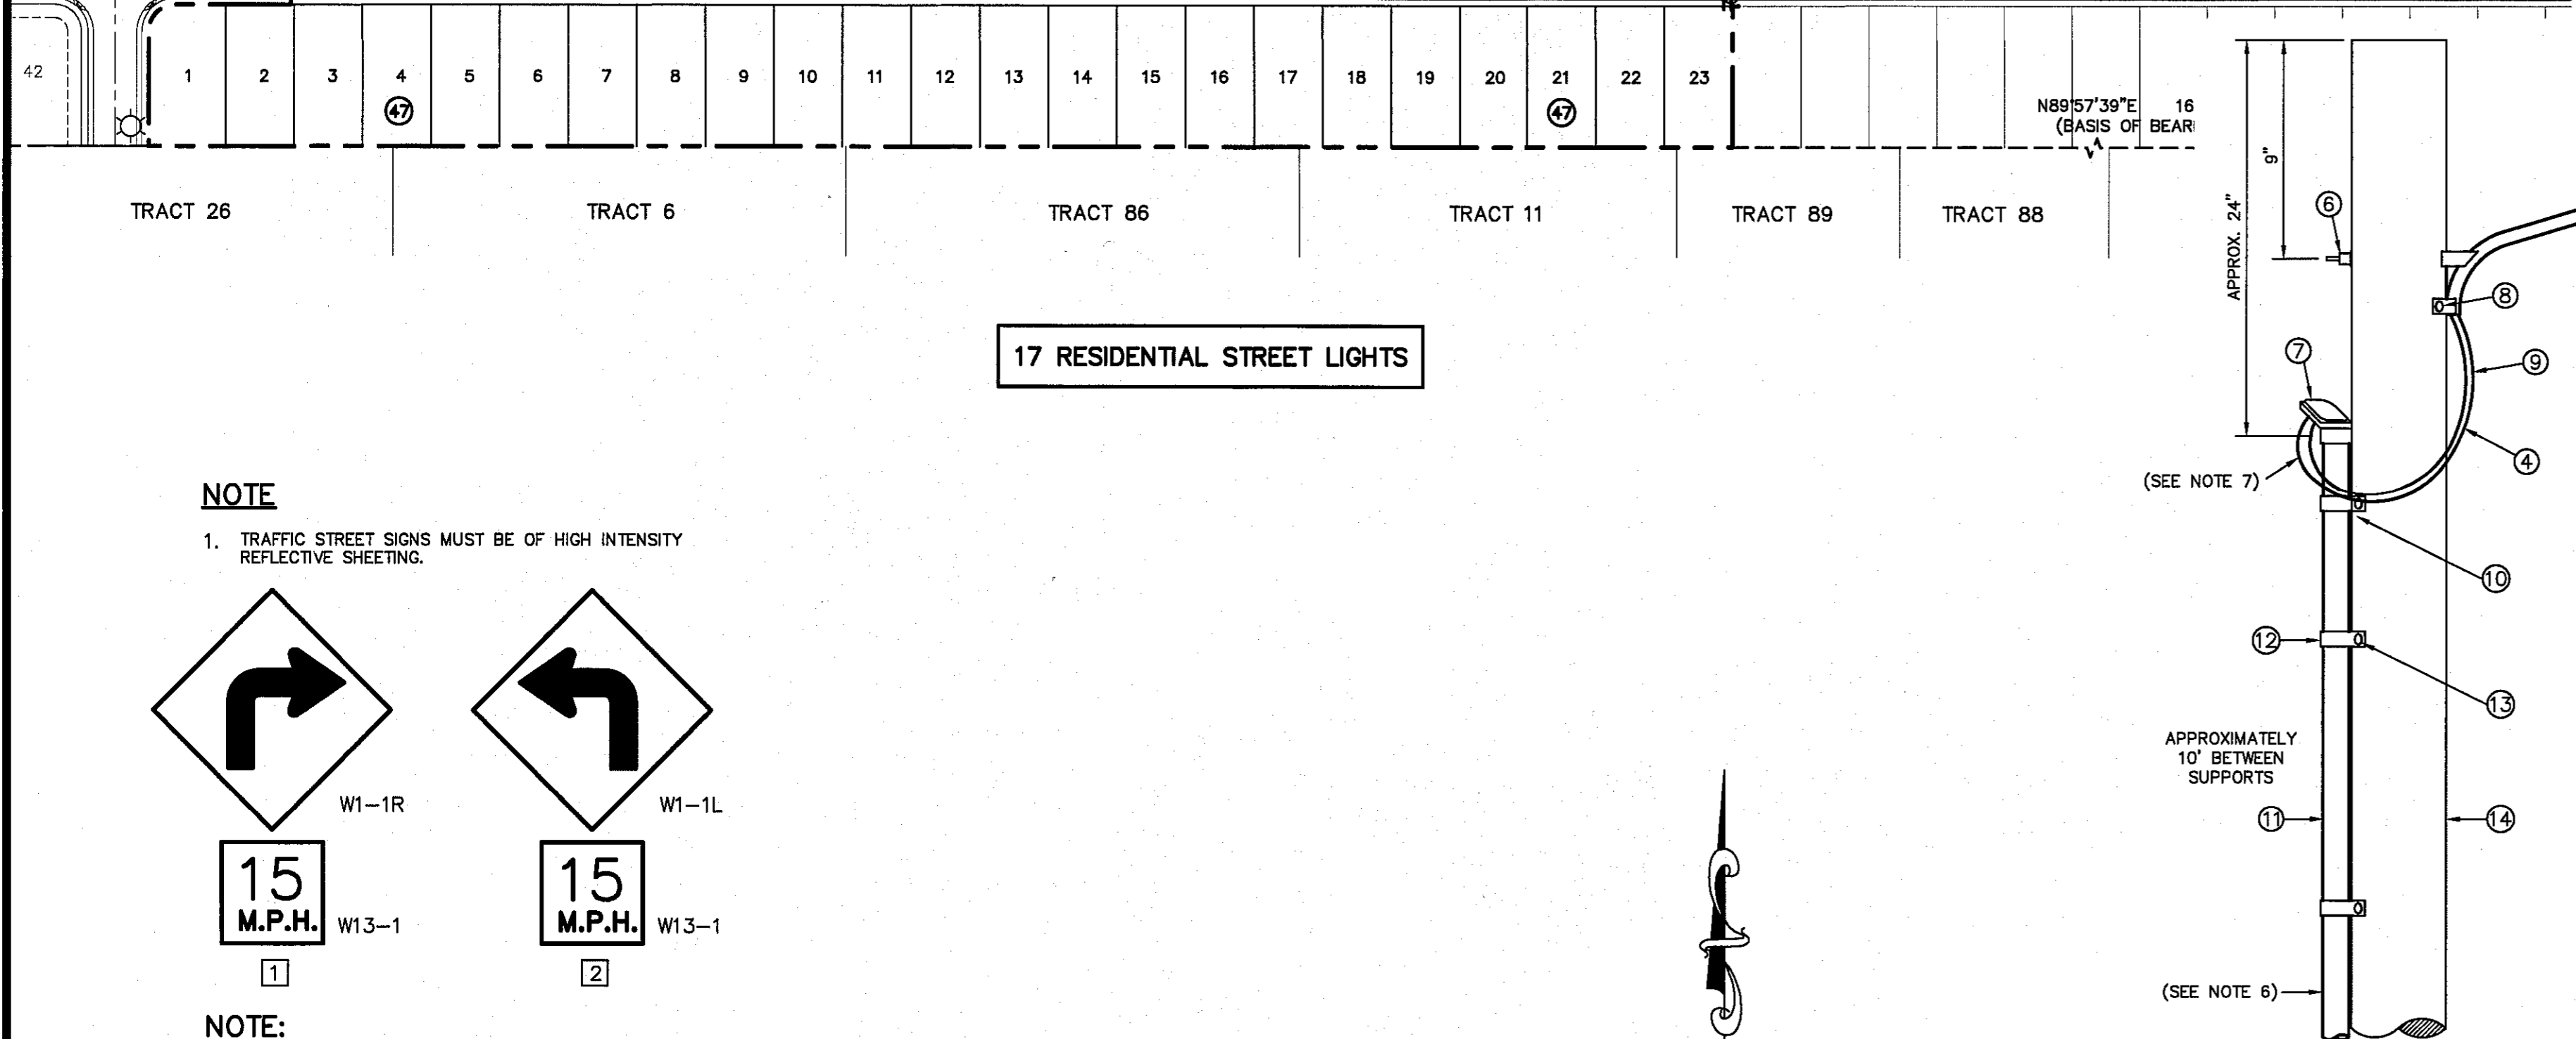 42 1 2 3 4 5 6 7 8 9 10 11 12 13 14 15 16 17 18 19 20 21 22 23
47 47
N89°57'39"E 16
(BASIS OF BEAR
TRACT 26 TRACT 6 TRACT 86 TRACT 11 TRACT 89 TRACT 88
17 RESIDENTIAL STREET LIGHTS
NOTE
1. TRAFFIC STREET SIGNS MUST BE OF HIGH INTENSITY
REFLECTIVE SHEETING.
W1-1R
15
M.P.H.
W13-1
1
W1-1L
15
M.P.H.
W13-1
2
NOTE:
APPROX. 24"
9"
6
8
7
9
4
(SEE NOTE 7)
10
12
13
APPROXIMATELY
10' BETWEEN
SUPPORTS
11
14
(SEE NOTE 6)